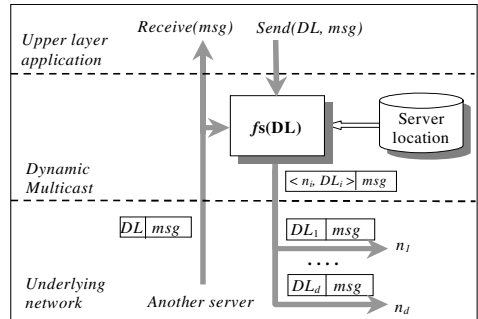 Receive(msg) Send(DL, msg)
Upper layer
application
fs(DL)
Server
location
Dynamic
Multicast
< ni, DLi > msg
DL msg
DL1 msg
n1
....
Underlying
network
Another server
DLd msg
nd